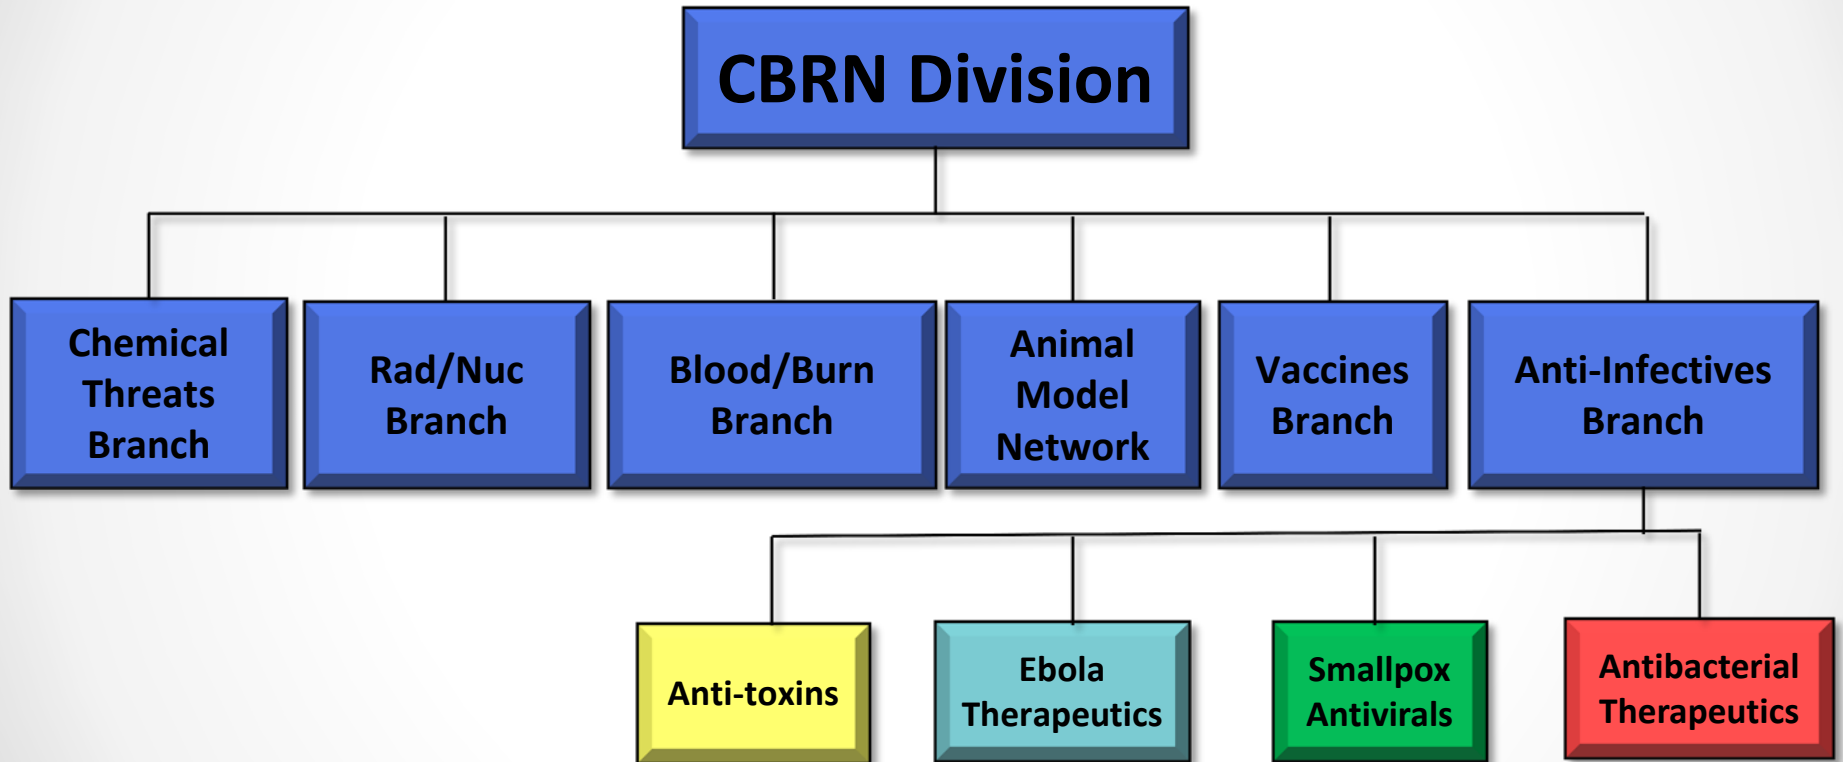 CBRN Division
Chemical
Threats
Branch
Rad/Nuc
Branch
Blood/Burn
Branch
Animal
Model
Network
Vaccines
Branch
Anti-Infectives
Branch
Anti-toxins
Ebola
Therapeutics
Smallpox
Antivirals
Antibacterial
Therapeutics